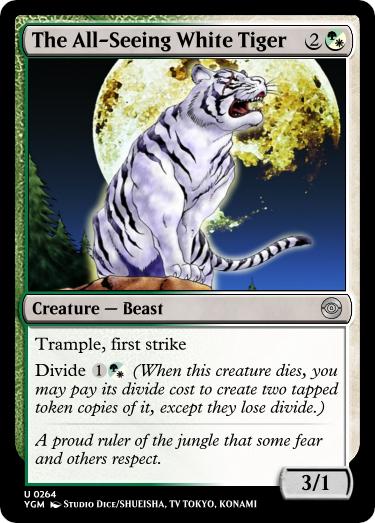 The All-Seeing White Tiger 2
Creature — Beast
Trample, first strike
Divide 1 (When this creature dies, you
may pay its divide cost to create two tapped
token copies of it, except they lose divide.)
A proud ruler of the jungle that some fear
and others respect.
3/1
U 0264
YGM STUDIO DICE/SHUEISHA, TV TOKYO, KONAMI